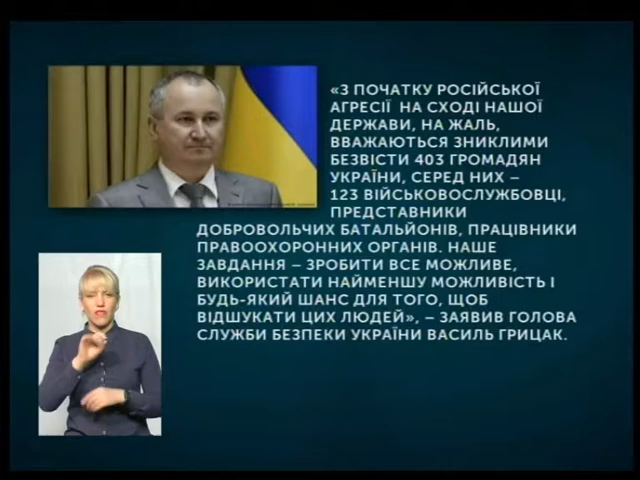 «З ПОЧАТКУ РОСІЙСЬКОЇ
АГРЕСІЇ НА СХОДІ НАШОЇ
ДЕРЖАВИ, НА ЖАЛЬ,
ВВАЖАЮТЬСЯ ЗНИКЛИМИ
БЕЗВІСТИ 403 ГРОМАДЯН
УКРАЇНИ, СЕРЕД НИХ –
123 ВІЙСЬКОВОСЛУЖБОВЦІ,
ПРЕДСТАВНИКИ
ДОБРОВОЛЬЧИХ БАТАЛЬЙОНІВ, ПРАЦІВНИКИ
ПРАВООХОРОННИХ ОРГАНІВ. НАШЕ
ЗАВДАННЯ – ЗРОБИТИ ВСЕ МОЖЛИВЕ,
ВИКОРИСТАТИ НАЙМЕНШУ МОЖЛИВІСТЬ І
БУДЬ-ЯКИЙ ШАНС ДЛЯ ТОГО, ЩОБ
ВІДШУКАТИ ЦИХ ЛЮДЕЙ», – ЗАЯВИВ ГОЛОВА
СЛУЖБИ БЕЗПЕКИ УКРАЇНИ ВАСИЛЬ ГРИЦАК.